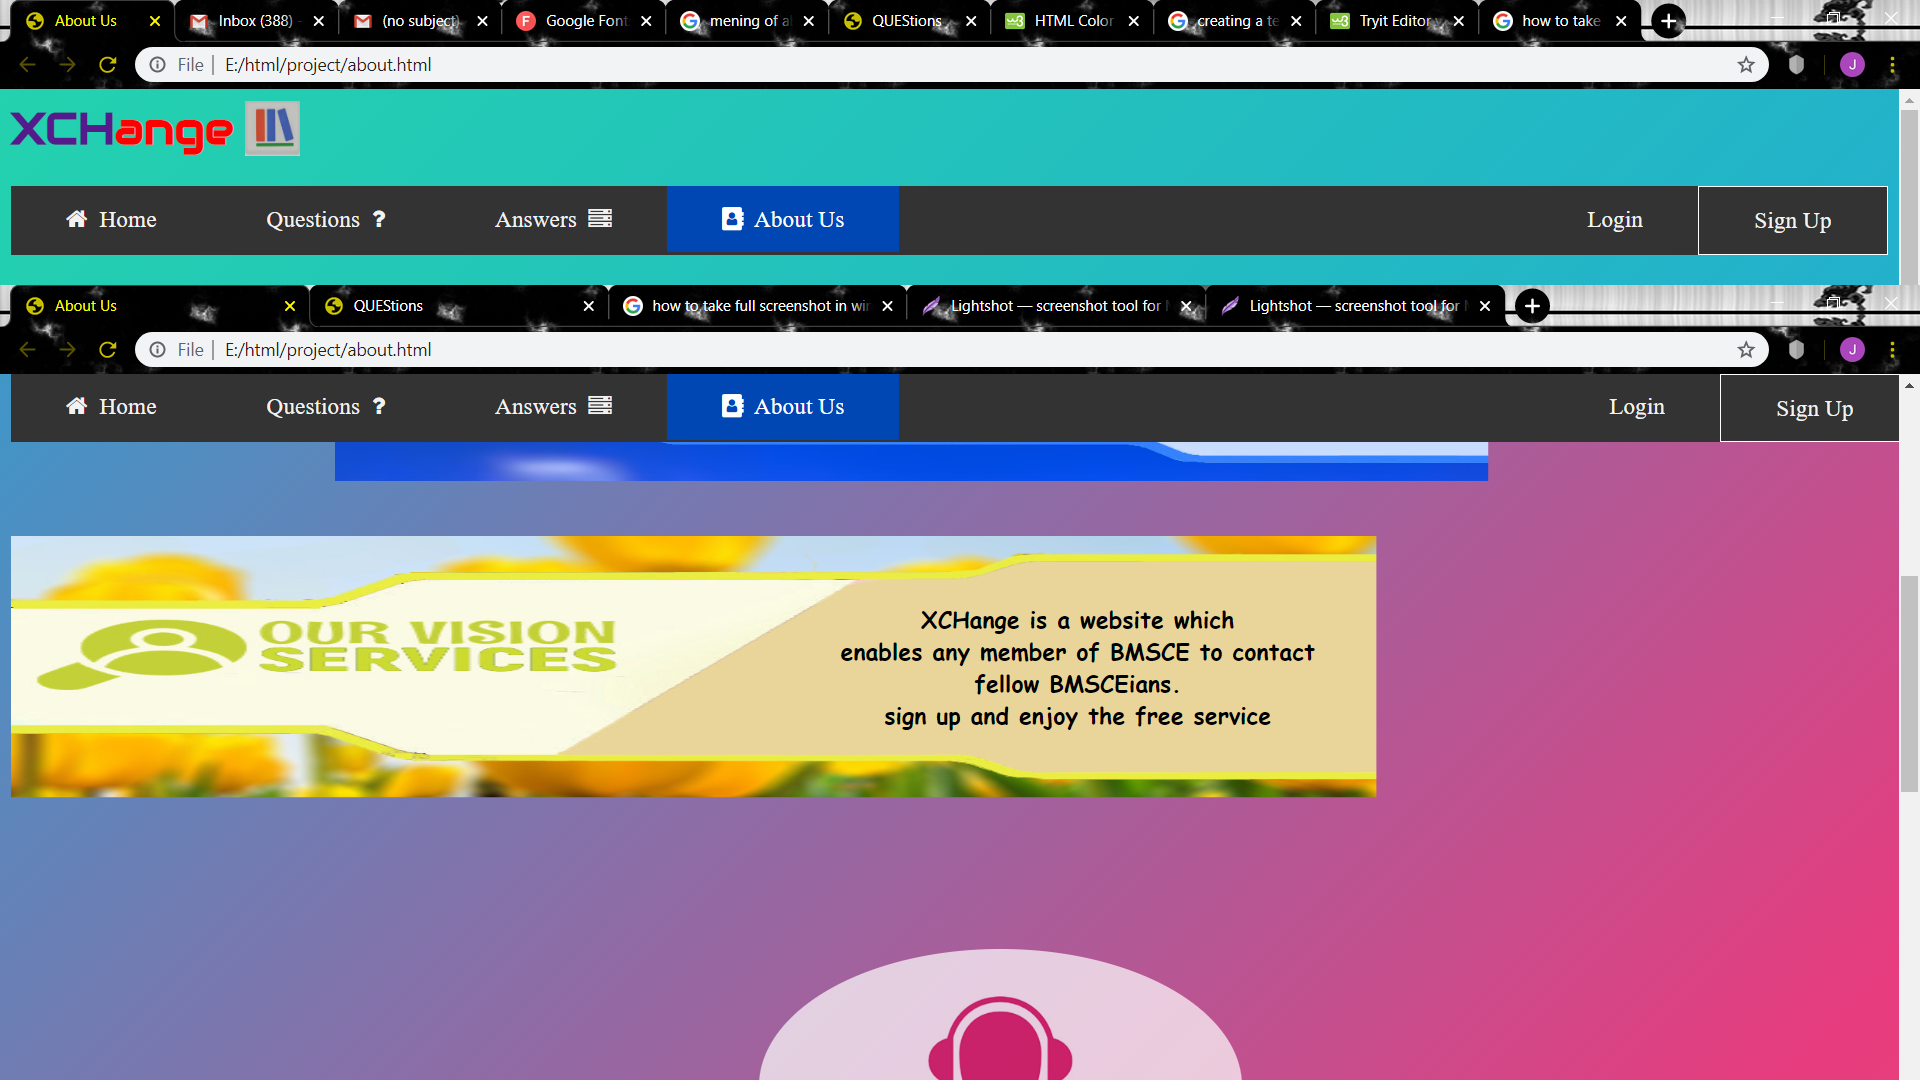 About Us
Inbox (388) -
(no subject)
Google Font
mening of a
QUEStions
HTML Color
creating a te
Tryit Editor
how to take
File | E:/html/project/about.html
J
XCHange
Home
Questions ?
Answers
About Us
Login
Sign Up
About Us
QUEStions
how to take full screenshot in win
Lightshot — screenshot tool for M
Lightshot — screenshot tool for M
File | E:/html/project/about.html
J
Home
Questions ?
Answers
About Us
Login
Sign Up
OUR VISION
SERVICES
XCHange is a website which
enables any member of BMSCE to contact
fellow BMSCEians.
sign up and enjoy the free service